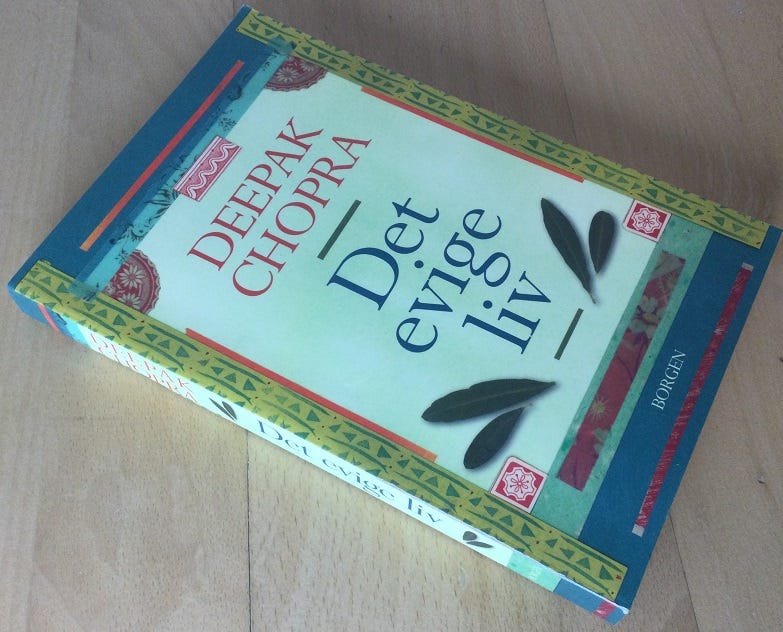 DEEPAK
CHOPRA
Det
evige
liv
BORGEN
DEEPAK
CHOPRA
Det evige liv